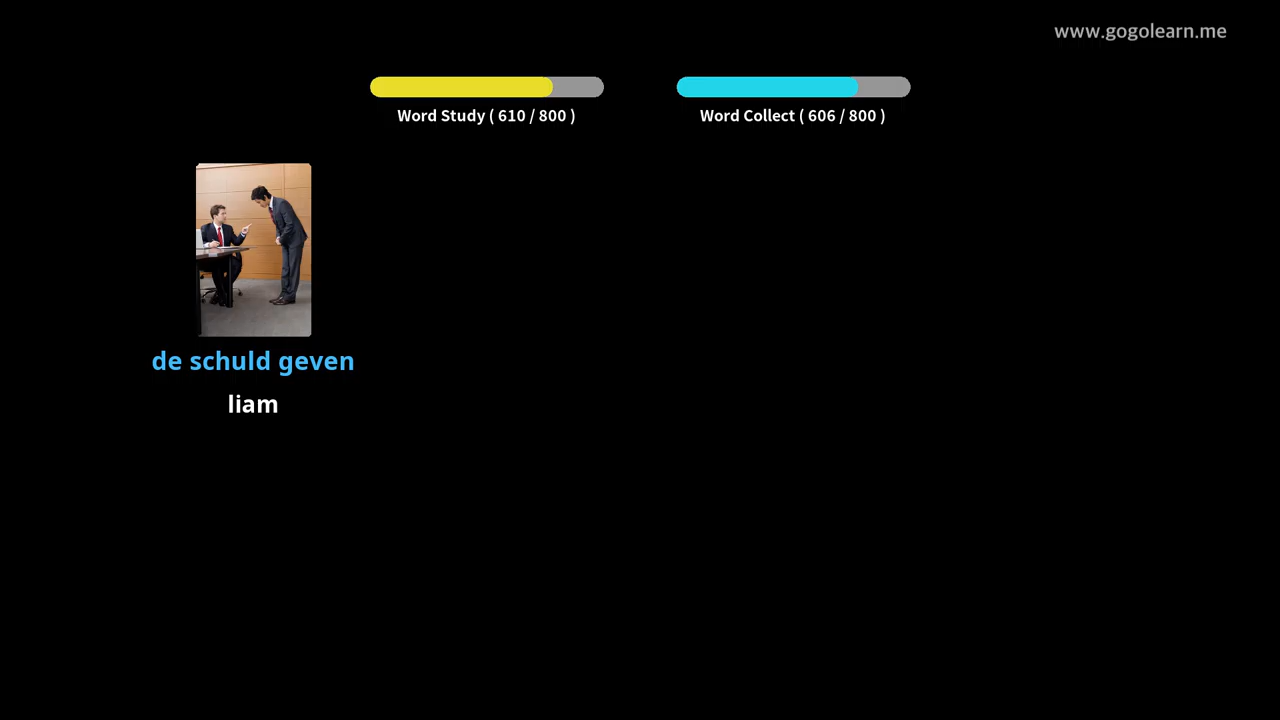 www.gogolearn.me
Word Study ( 610 / 800 )
Word Collect ( 606 / 800 )
de schuld geven
liam